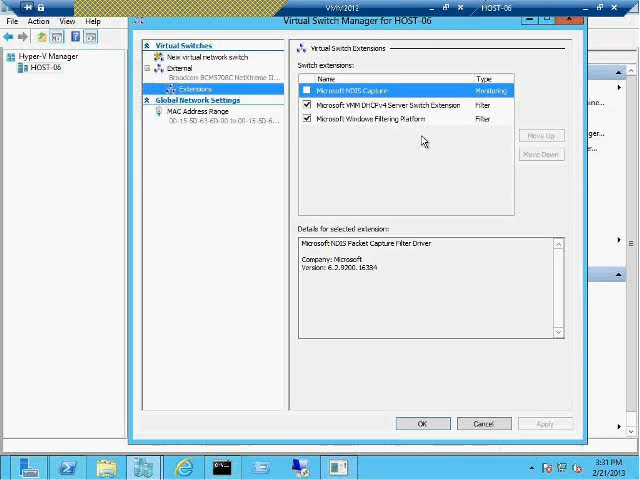 VMM2012
HOST-06
Virtual Switch Manager for HOST-06
File Action View Help
Hyper-V Manager
HOST-06
Virtual Switches
New virtual network switch
External
Broadcom BCM5708C NetXtreme II...
Extensions
Global Network Settings
MAC Address Range
00-15-5D-63-6D-00 to 00-15-5D-6...
Virtual Switch Extensions
Switch extensions:
Name Type
Microsoft NDIS Capture Monitoring
Microsoft VMM DHCPv4 Server Switch Extension Filter
Microsoft Windows Filtering Platform Filter
Move Up
Move Down
Details for selected extension:
Microsoft NDIS Packet Capture Filter Driver
Company: Microsoft
Version: 6.2.9200.16384
OK Cancel Apply
3:31 PM
2/21/2013